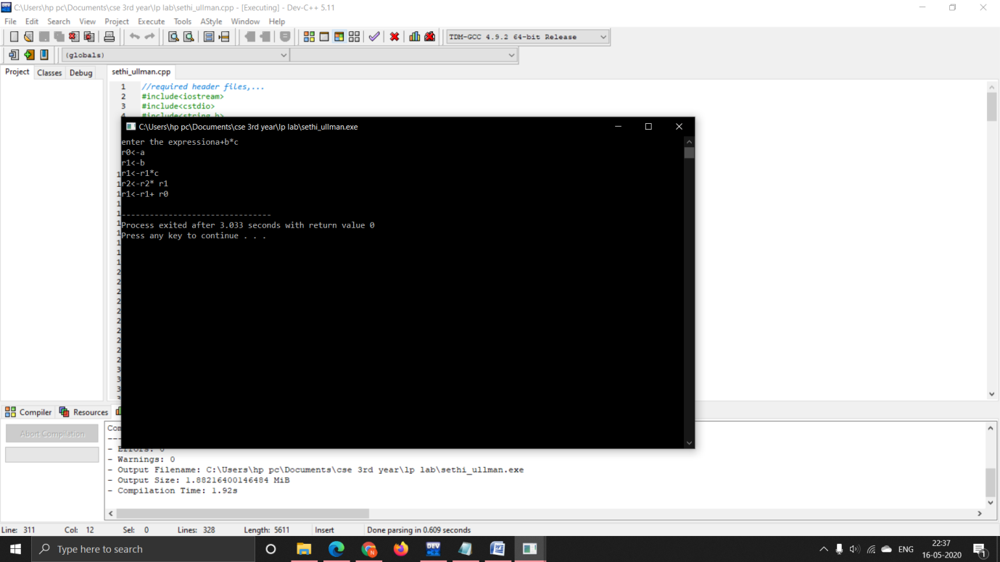 C:\Users\hp pc\Documents\cse 3rd year\lp lab\sethi_ullman.cpp - [Executing] - Dev-C++ 5.11
File Edit Search View Project Execute Tools AStyle Window Help
TDM-GCC 4.9.2 64-bit Release
(globals)
Project Classes Debug sethi_ullman.cpp
1 //required header files,...
2 #include<iostream>
3 #include<cstdio>
4 #include<string.h>
C:\Users\hp pc\Documents\cse 3rd year\lp lab\sethi_ullman.exe
enter the expressiona+b*c
r0<-a
r1<-b
r1<-r1*c
r2<-r2* r1
r1<-r1+ r0
--------------------------------
Process exited after 3.033 seconds with return value 0
Press any key to continue . . .
Compiler Resources
Abort Compilation
- Errors: 0
- Warnings: 0
- Output Filename: C:\Users\hp pc\Documents\cse 3rd year\lp lab\sethi_ullman.exe
- Output Size: 1.88216400146484 MiB
- Compilation Time: 1.92s
Line: 311 Col: 12 Sel: 0 Lines: 328 Length: 5611 Insert Done parsing in 0.609 seconds
Type here to search
DEV
ENG
22:37
16-05-2020
1